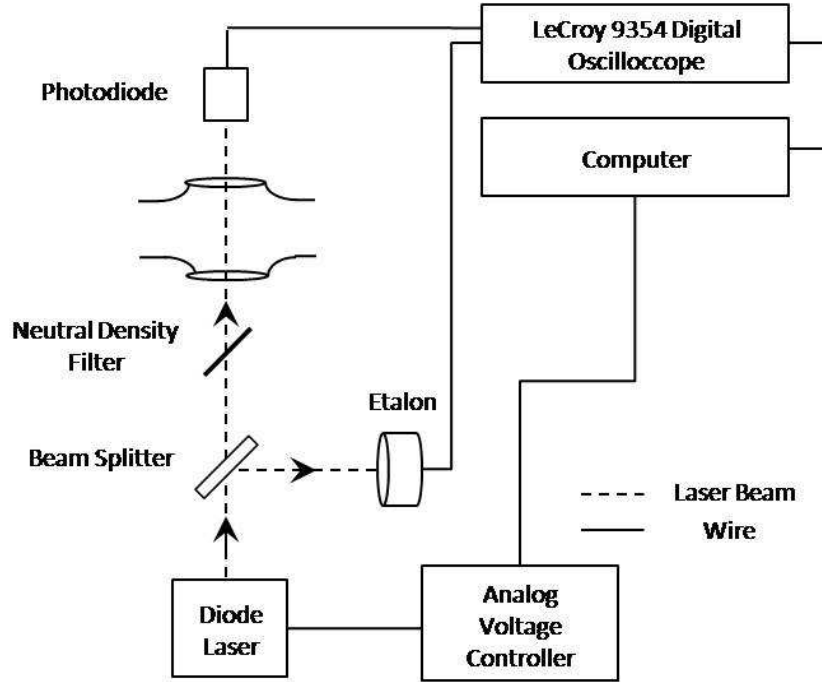 LeCroy 9354 Digital
Oscilloccope
Photodiode
Computer
Neutral Density
Filter
Etalon
Beam Splitter
Laser Beam
Wire
Diode
Laser
Analog
Voltage
Controller